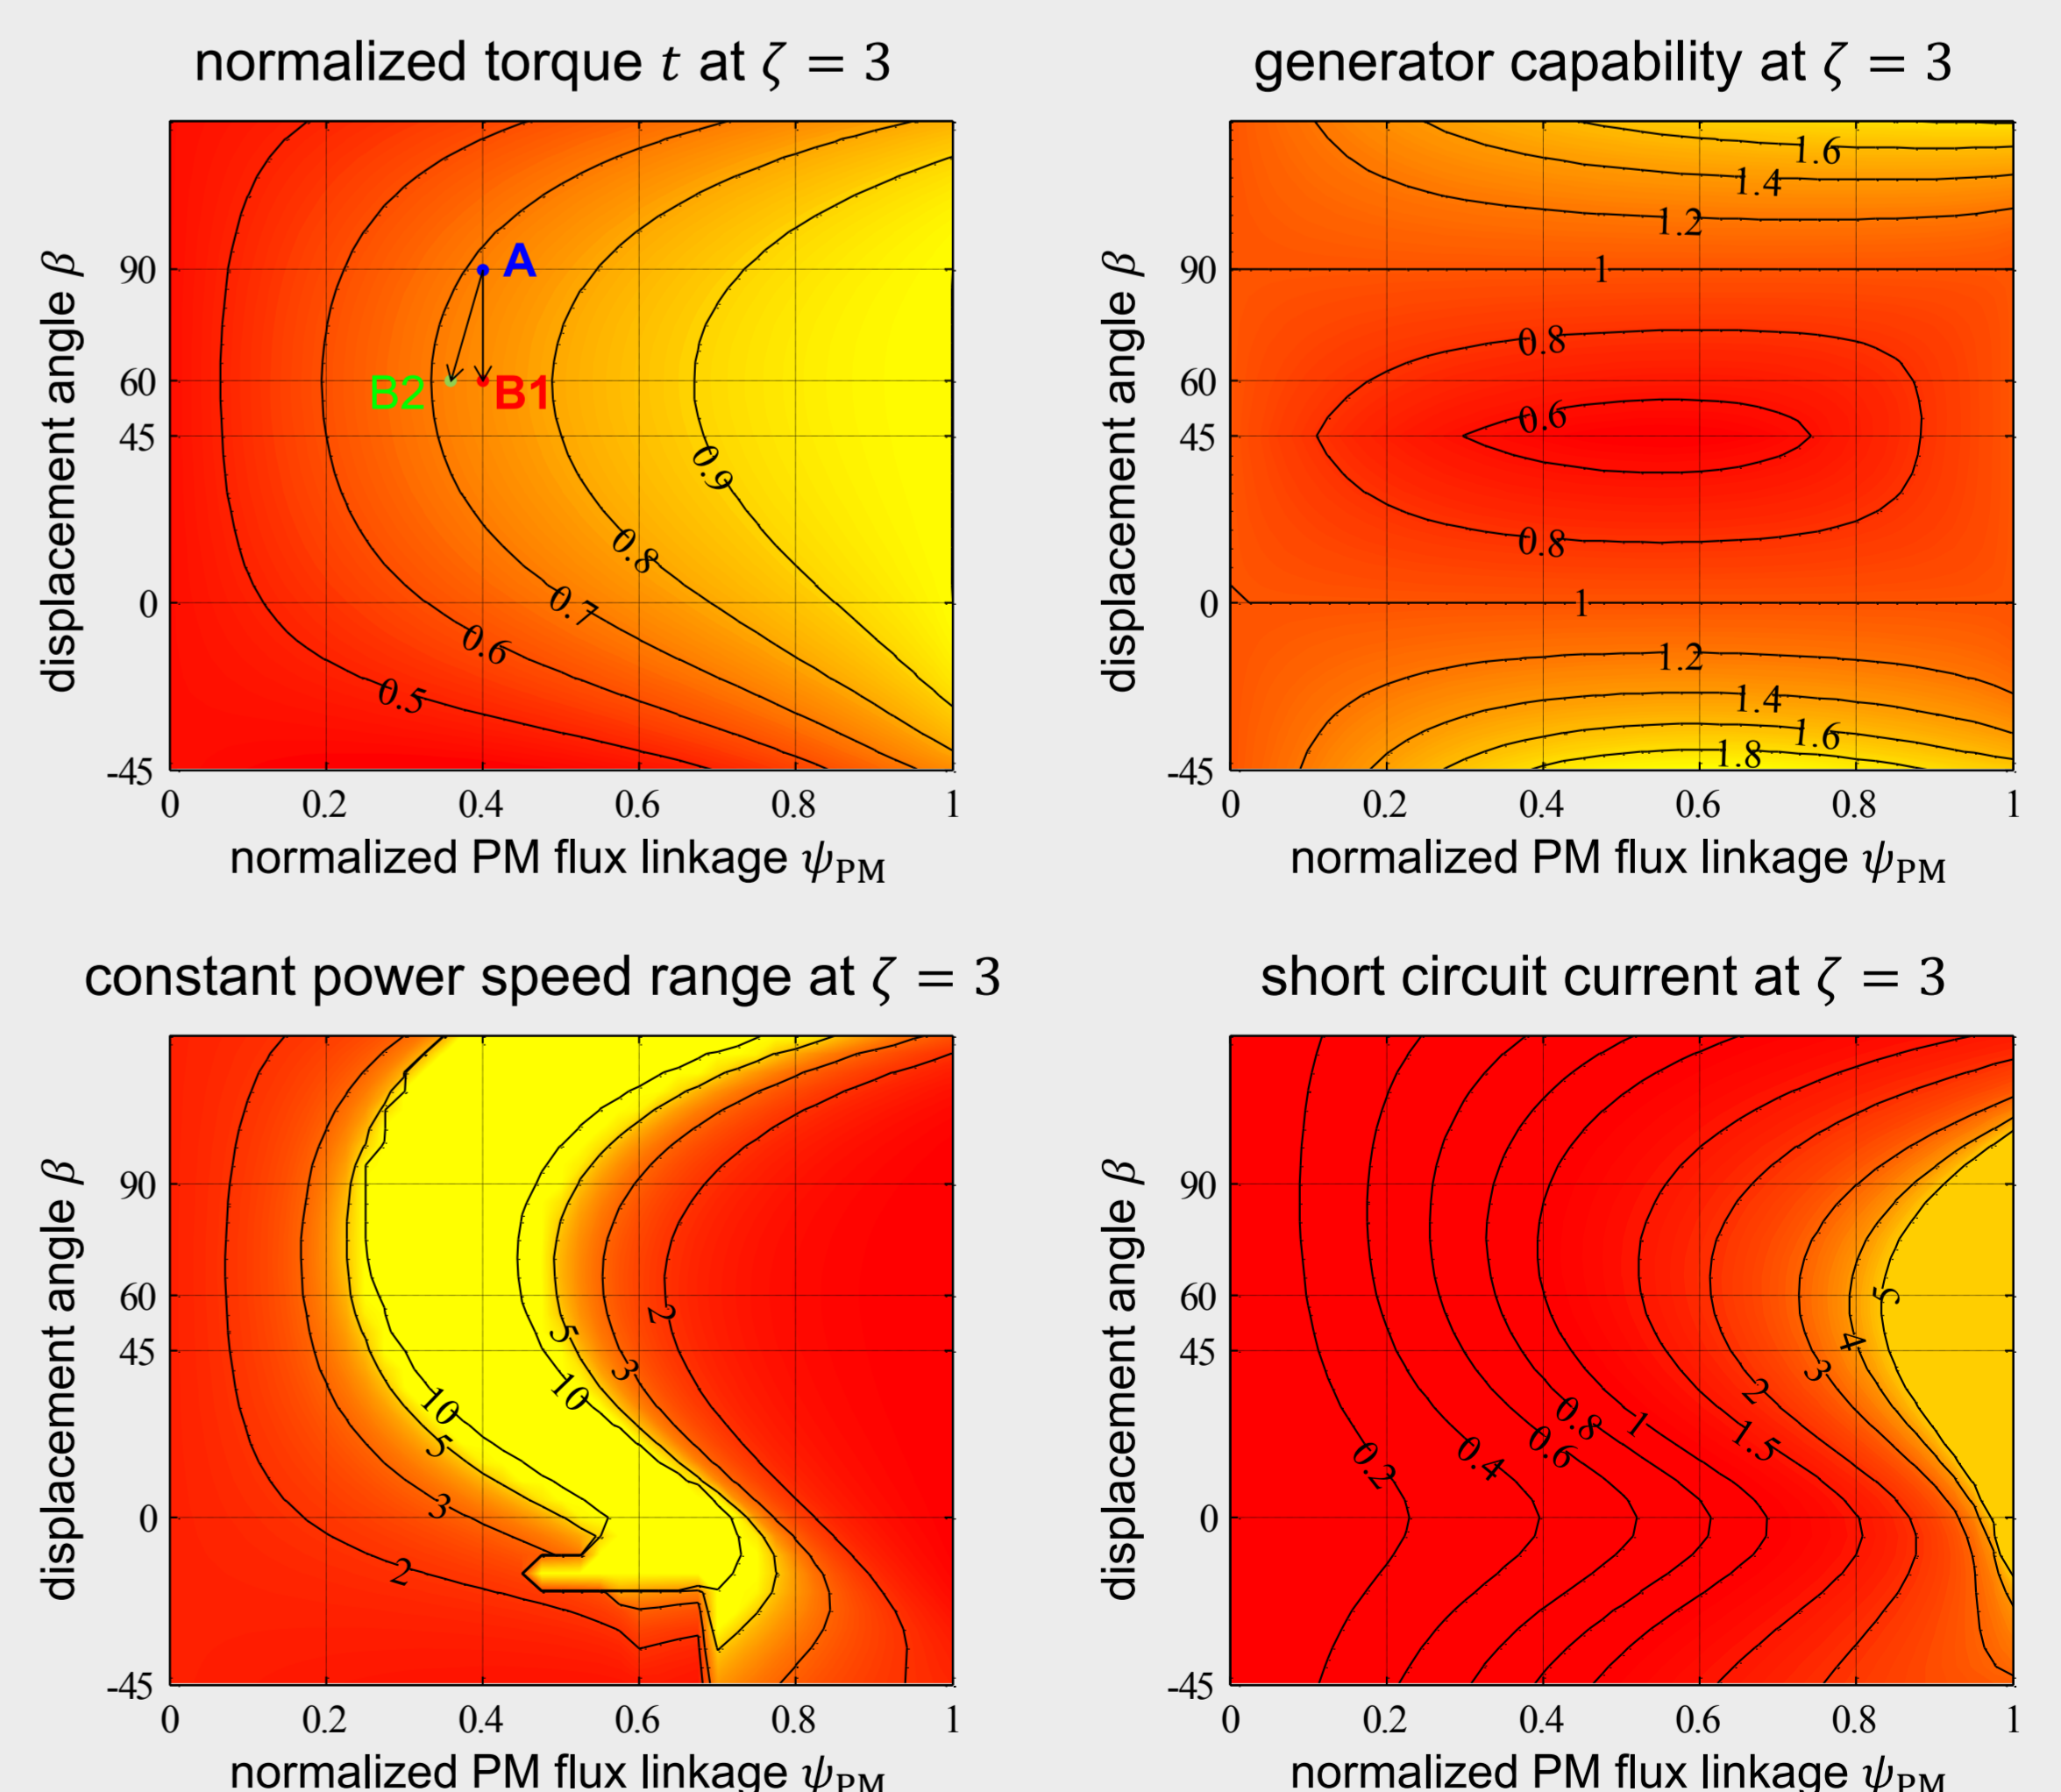 normalized torque t at ζ = 3
90
60
45
0
-45
0 0.2 0.4 0.6 0.8 1
displacement angle β
normalized PM flux linkage ψPM
A
B2
B1
0.9
0.8
0.7
0.6
0.5
generator capability at ζ = 3
90
60
45
0
-45
0 0.2 0.4 0.6 0.8 1
displacement angle β
normalized PM flux linkage ψPM
1.6
1.4
1.2
1
0.8
0.6
0.8
1
1.2
1.4
1.6
1.8
constant power speed range at ζ = 3
90
60
45
0
-45
0 0.2 0.4 0.6 0.8 1
displacement angle β
normalized PM flux linkage ψPM
2
5
3
10
10
5
3
2
short circuit current at ζ = 3
90
60
45
0
-45
0 0.2 0.4 0.6 0.8 1
displacement angle β
normalized PM flux linkage ψPM
5
4
3
2
1.5
1
0.8
0.6
0.4
0.2